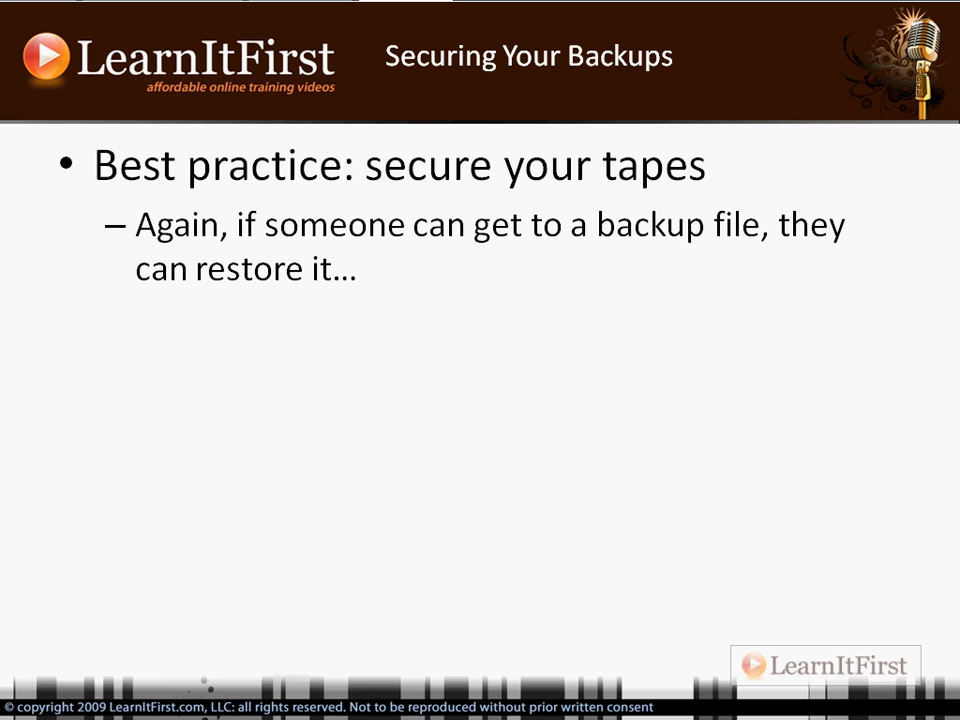 LearnItFirst
affordable online training videos
Securing Your Backups
• Best practice: secure your tapes
– Again, if someone can get to a backup file, they
can restore it…
LearnItFirst
© copyright 2009 LearnItFirst.com, LLC: all rights reserved. Not to be reproduced without prior written consent